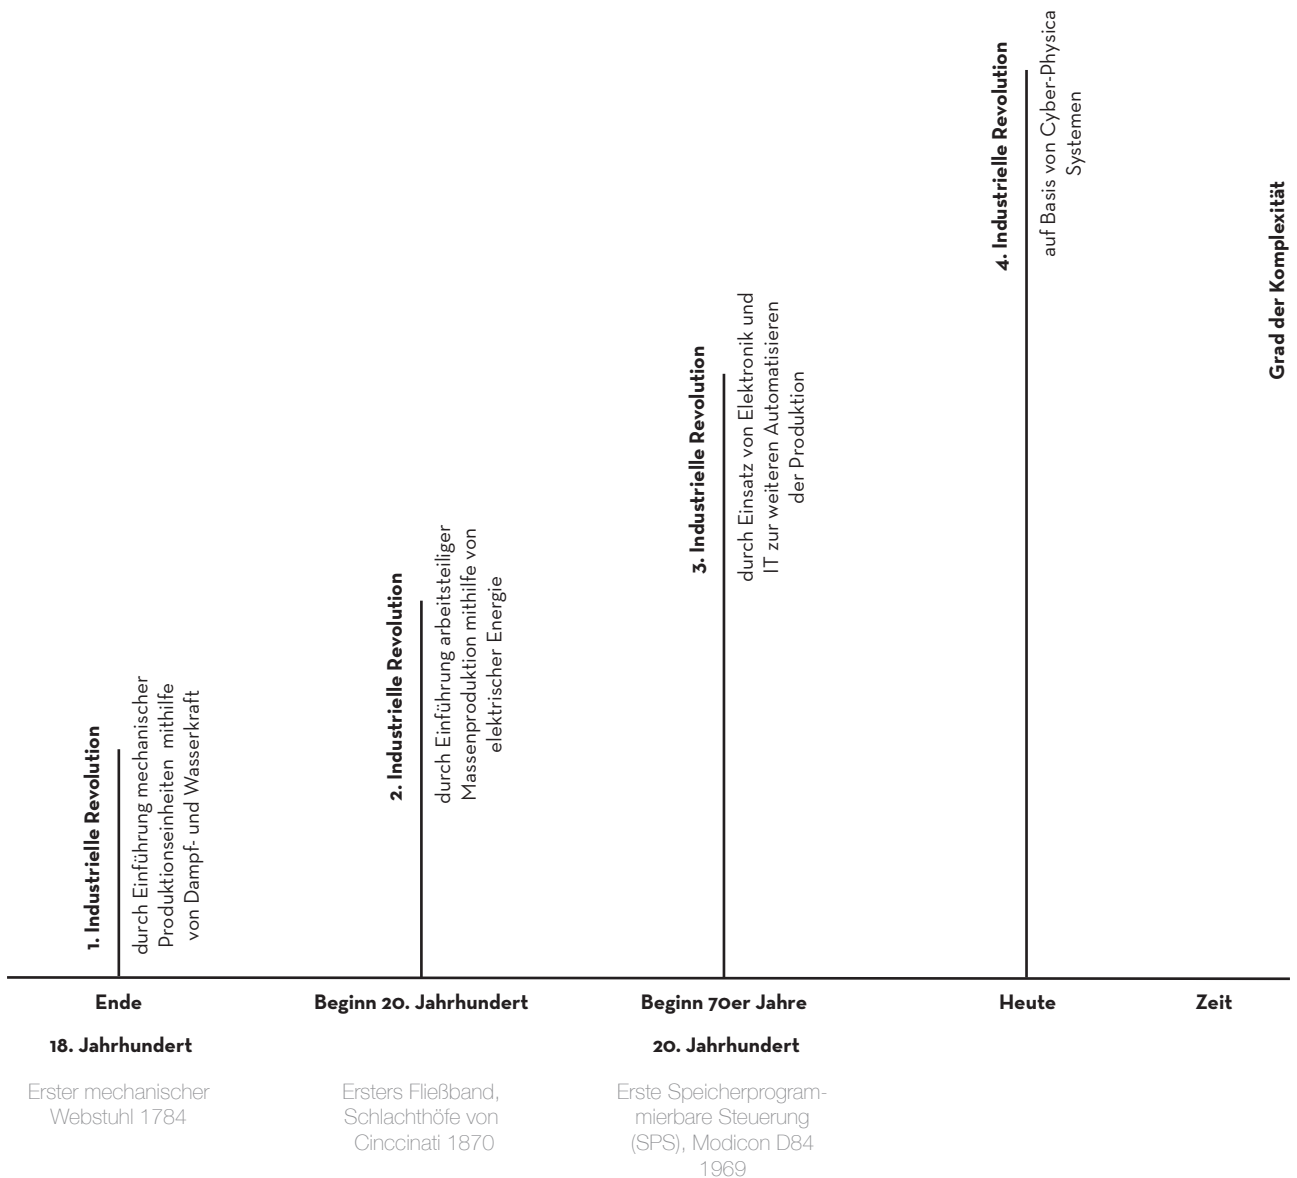 1. Industrielle Revolution
durch Einführung mechanischer
Produktionseinheiten mithilfe
von Dampf- und Wasserkraft
2. Industrielle Revolution
durch Einführung arbeitsteiliger
Massenproduktion mithilfe von
elektrischer Energie
3. Industrielle Revolution
durch Einsatz von Elektronik und
IT zur weiteren Automatisieren
der Produktion
4. Industrielle Revolution
auf Basis von Cyber-Physica
Systemen
Grad der Komplexität
Ende
18. Jahrhundert
Erster mechanischer
Webstuhl 1784
Beginn 20. Jahrhundert
Ersters Fließband,
Schlachthöfe von
Cinccinati 1870
Beginn 70er Jahre
20. Jahrhundert
Erste Speicherprogram-
mierbare Steuerung
(SPS), Modicon D84
1969
Heute
Zeit